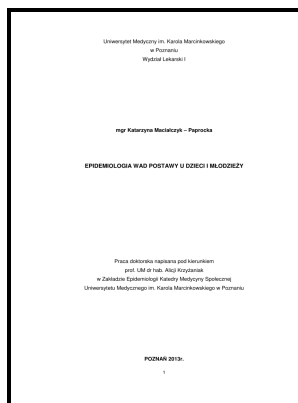 Uniwersytet Medyczny im. Karola Marcinkowskiego
w Poznaniu
Wydział Lekarski I
mgr Katarzyna Maciałczyk – Paprocka
EPIDEMIOLOGIA WAD POSTAWY U DZIECI I MŁODZIEŻY
Praca doktorska napisana pod kierunkiem
prof. UM dr hab. Alicji Krzyżaniak
w Zakładzie Epidemiologii Katedry Medycyny Społecznej
Uniwersytetu Medycznego im. Karola Marcinkowskiego w Poznaniu
POZNAŃ 2013r.
1